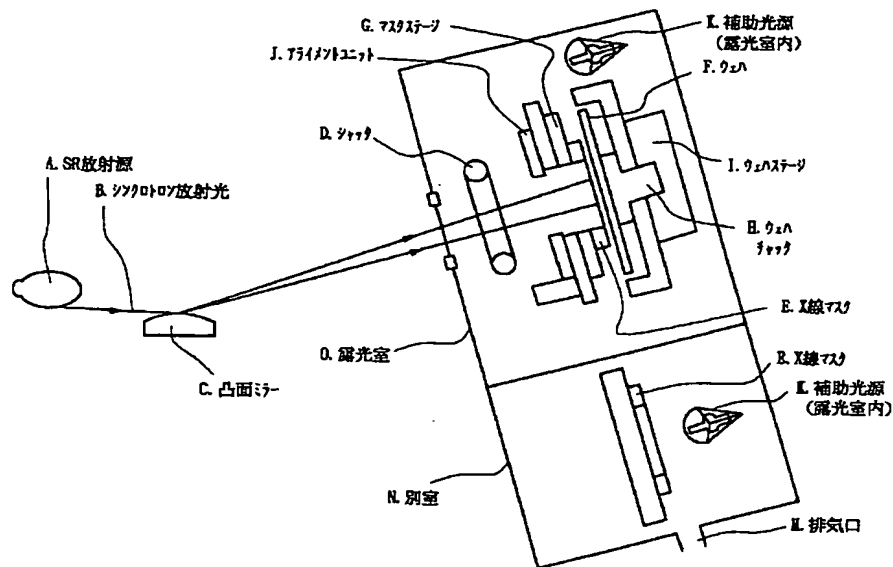 G. マスクステージ
K. 補助光源
(露光室内)
J. アライメントユニット
F. ウェハ
D. シャッタ
A. SR放射源
B. シンクロトロン放射光
I. ウェハステージ
H. ウェハ
チャック
E. X線マスク
O. 露光室
C. 凸面ミラー
E. X線マスク
K. 補助光源
(露光室内)
N. 別室
M. 排気口